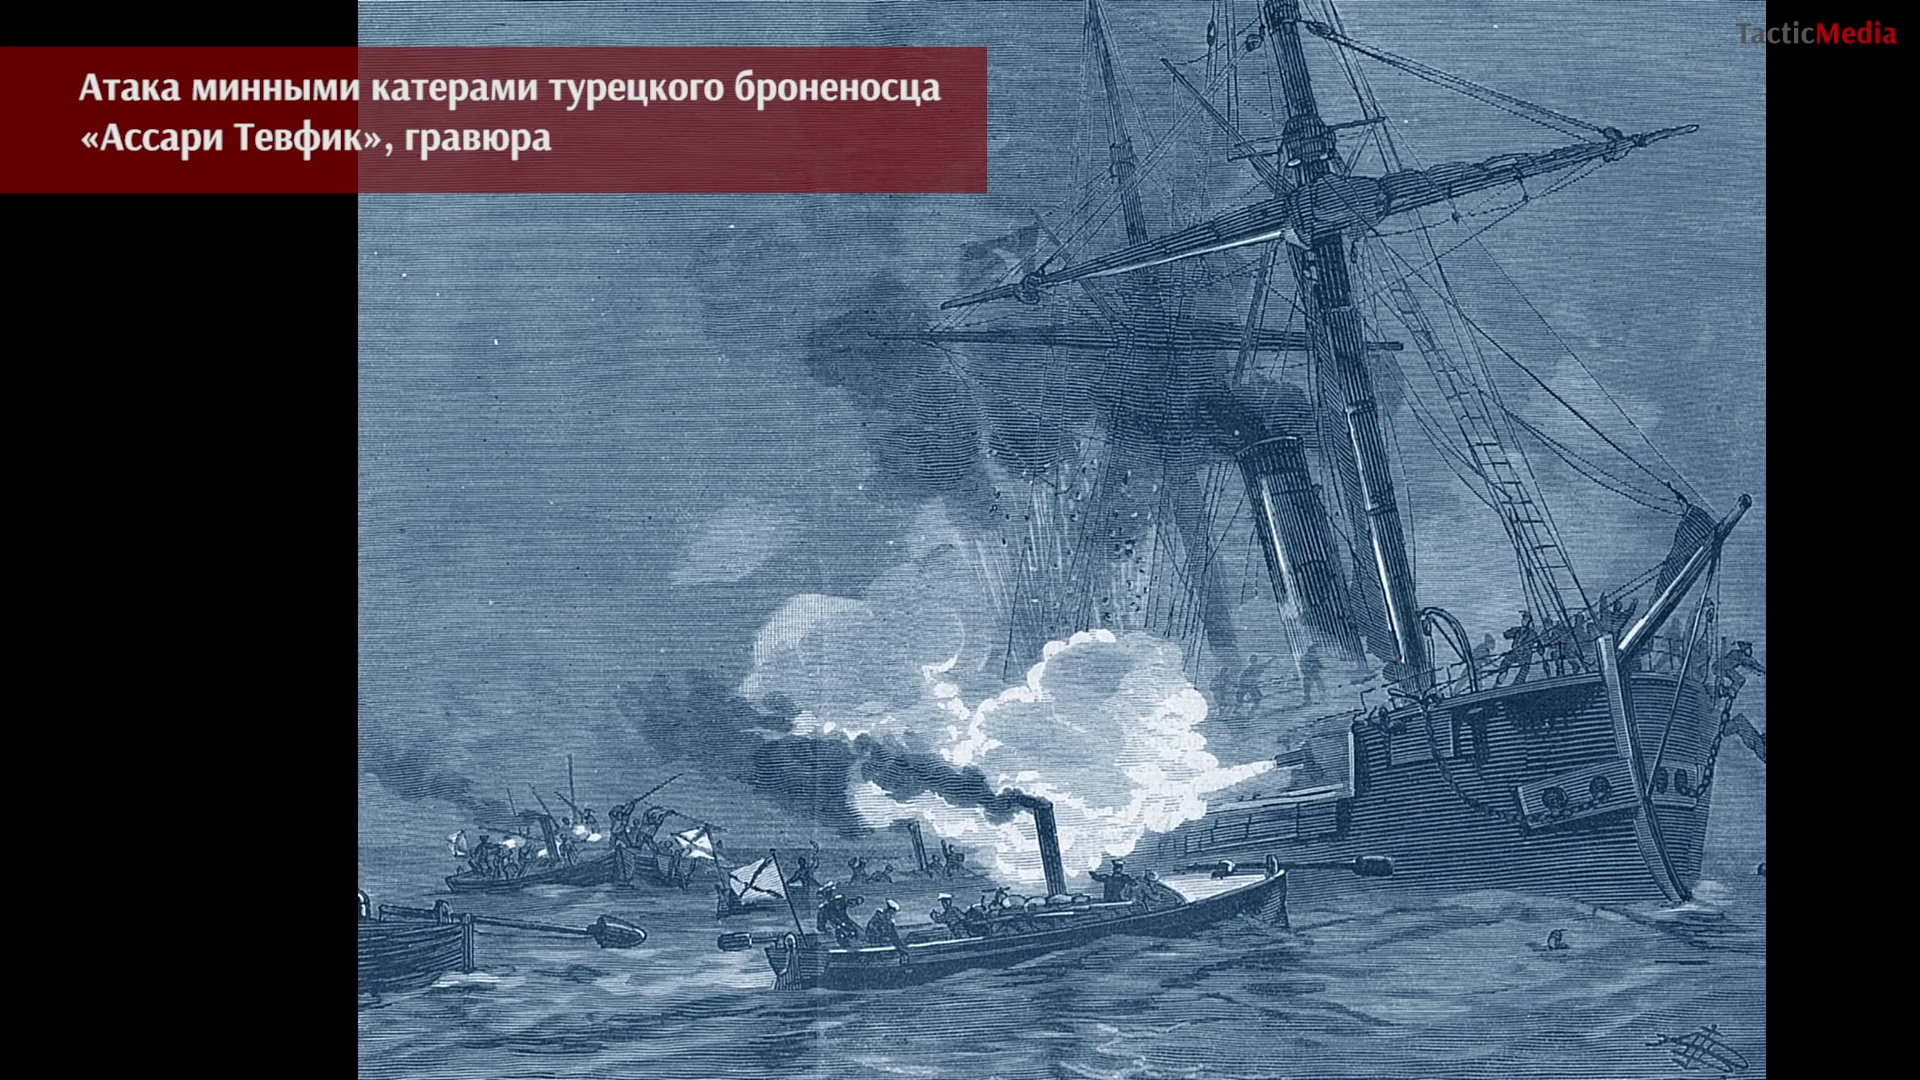 Атака минными катерами турецкого броненосца
«Ассари Тевфик», гравюра
TacticMedia